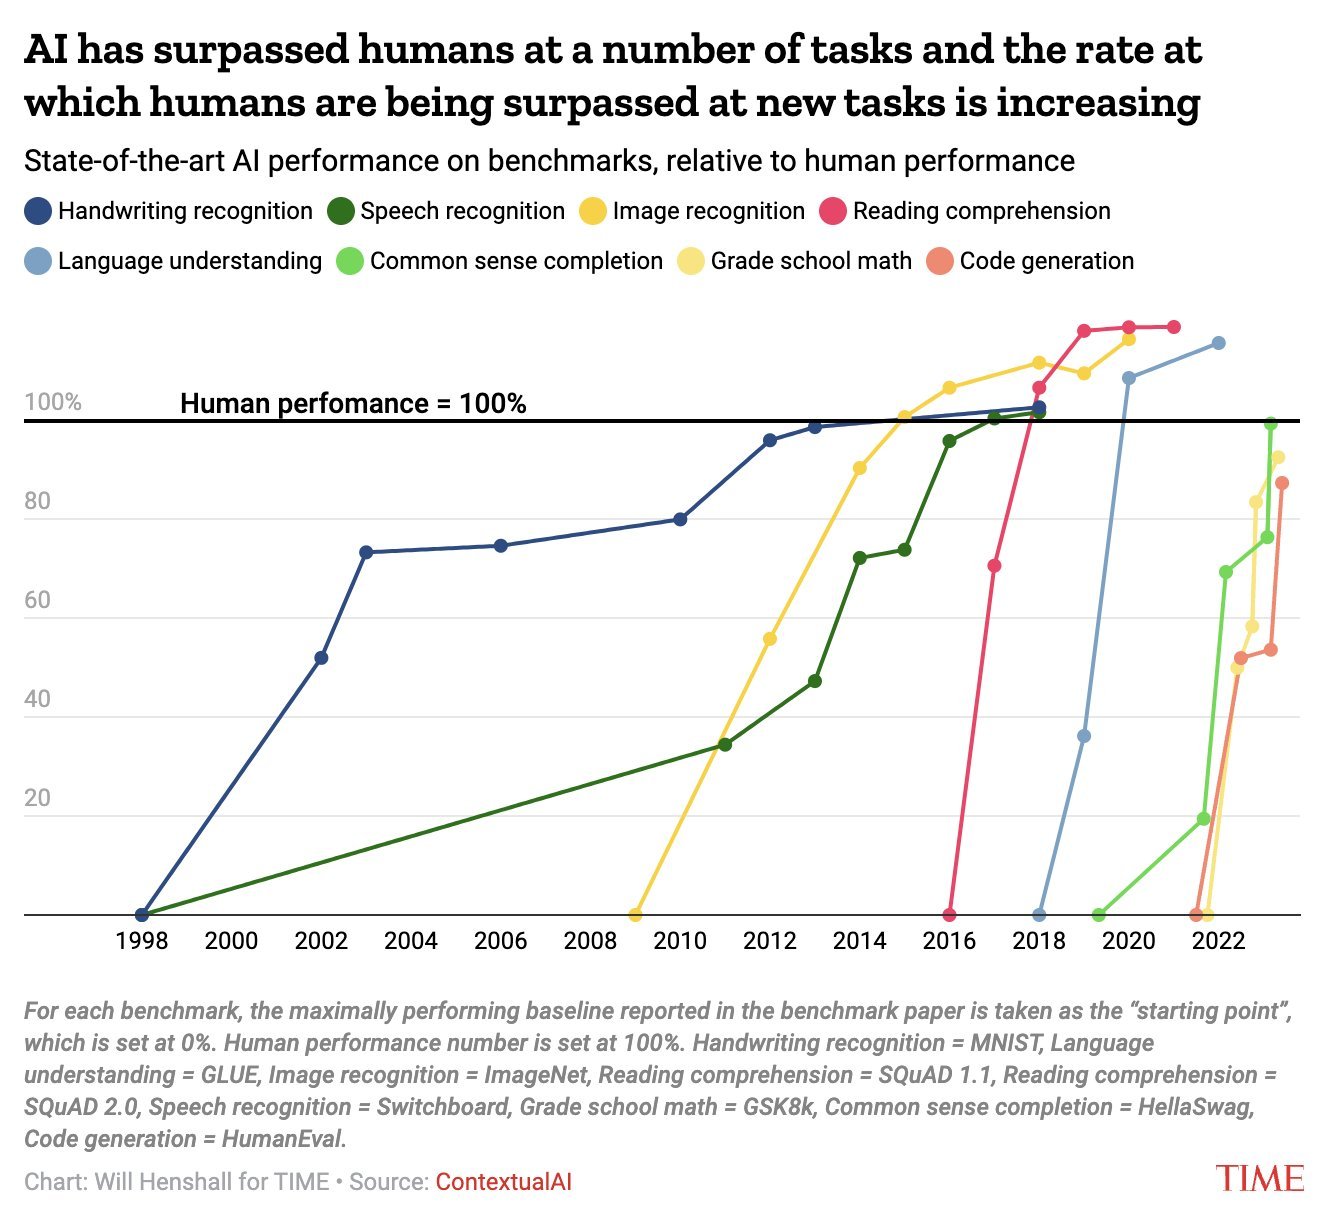 AI has surpassed humans at a number of tasks and the rate at
which humans are being surpassed at new tasks is increasing
State-of-the-art AI performance on benchmarks, relative to human performance
Handwriting recognition Speech recognition Image recognition Reading comprehension
Language understanding Common sense completion Grade school math Code generation
100% Human perfomance = 100%
80
60
40
20
1998 2000 2002 2004 2006 2008 2010 2012 2014 2016 2018 2020 2022
For each benchmark, the maximally performing baseline reported in the benchmark paper is taken as the “starting point”,
which is set at 0%. Human performance number is set at 100%. Handwriting recognition = MNIST, Language
understanding = GLUE, Image recognition = ImageNet, Reading comprehension = SQuAD 1.1, Reading comprehension =
SQuAD 2.0, Speech recognition = Switchboard, Grade school math = GSK8k, Common sense completion = HellaSwag,
Code generation = HumanEval.
Chart: Will Henshall for TIME • Source: ContextualAI TIME